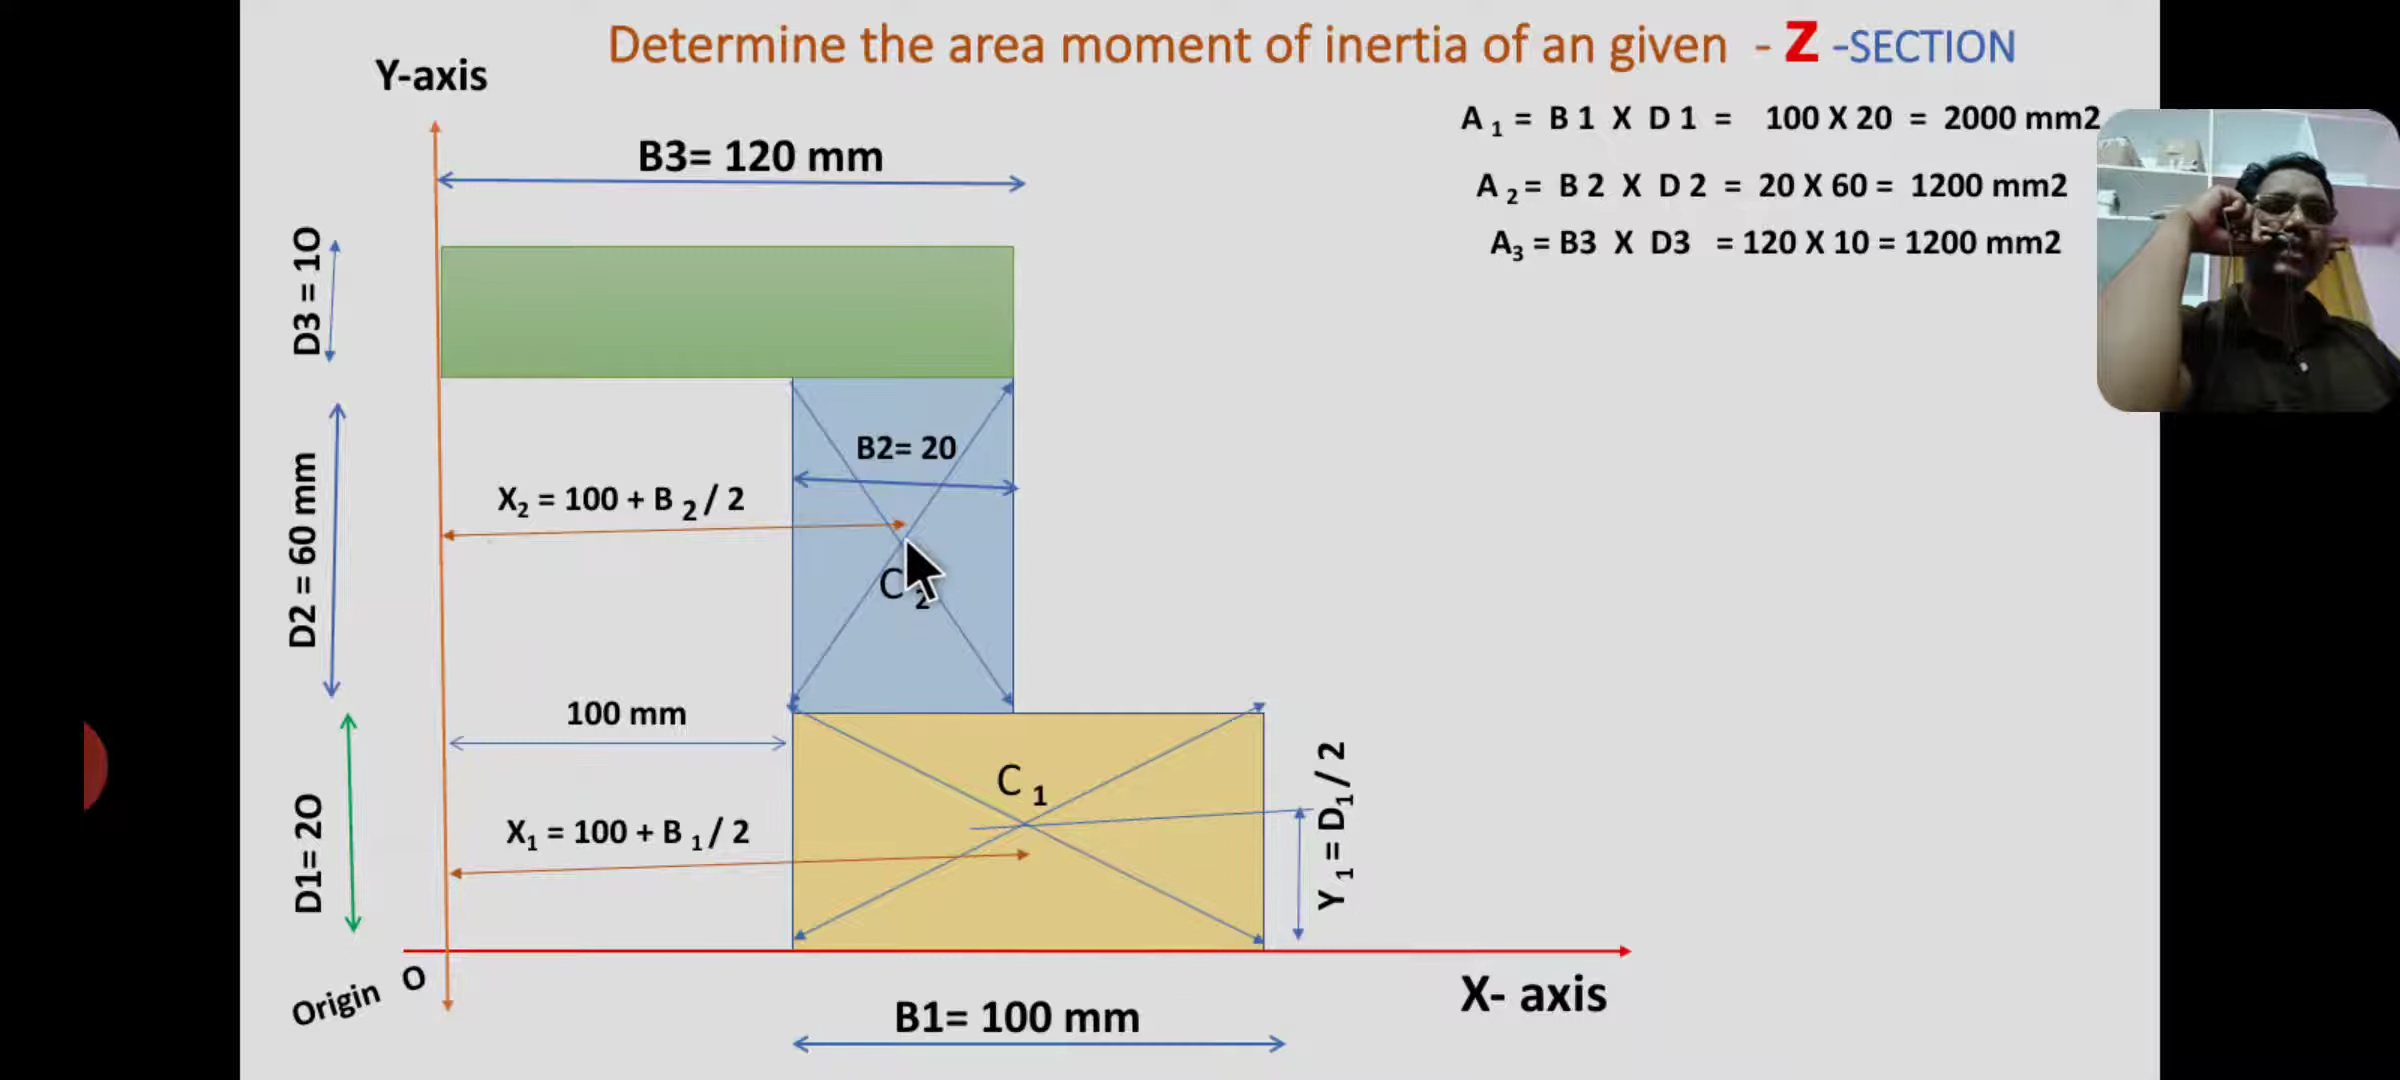 Determine the area moment of inertia of an given - Z -SECTION
Y-axis
A 1 = B 1 X D 1 = 100 X 20 = 2000 mm2
B3= 120 mm
A 2 = B 2 X D 2 = 20 X 60 = 1200 mm2
A3 = B3 X D3 = 120 X 10 = 1200 mm2
D3 = 10
B2= 20
X2 = 100 + B 2 / 2
D2 = 60 mm
C 2
100 mm
C 1
X1 = 100 + B 1 / 2
Y 1 = D1 / 2
D1= 20
Origin O
X- axis
B1= 100 mm